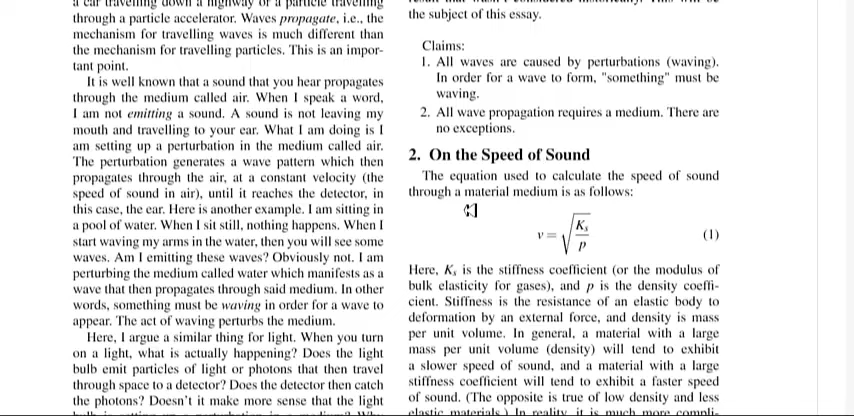 a car travelling down a highway or a particle travelling
through a particle accelerator. Waves propagate, i.e., the
mechanism for travelling waves is much different than
the mechanism for travelling particles. This is an impor-
tant point.
It is well known that a sound that you hear propagates
through the medium called air. When I speak a word,
I am not emitting a sound. A sound is not leaving my
mouth and travelling to your ear. What I am doing is I
am setting up a perturbation in the medium called air.
The perturbation generates a wave pattern which then
propagates through the air, at a constant velocity (the
speed of sound in air), until it reaches the detector, in
this case, the ear. Here is another example. I am sitting in
a pool of water. When I sit still, nothing happens. When I
start waving my arms in the water, then you will see some
waves. Am I emitting these waves? Obviously not. I am
perturbing the medium called water which manifests as a
wave that then propagates through said medium. In other
words, something must be waving in order for a wave to
appear. The act of waving perturbs the medium.
Here, I argue a similar thing for light. When you turn
on a light, what is actually happening? Does the light
bulb emit particles of light or photons that then travel
through space to a detector? Does the detector then catch
the photons? Doesn't it make more sense that the light
the subject of this essay.
Claims:
1. All waves are caused by perturbations (waving).
In order for a wave to form, "something" must be
waving.
2. All wave propagation requires a medium. There are
no exceptions.
2. On the Speed of Sound
The equation used to calculate the speed of sound
through a material medium is as follows:
v = √(Ks/p) (1)
Here, Ks is the stiffness coefficient (or the modulus of
bulk elasticity for gases), and p is the density coeffi-
cient. Stiffness is the resistance of an elastic body to
deformation by an external force, and density is mass
per unit volume. In general, a material with a large
mass per unit volume (density) will tend to exhibit
a slower speed of sound, and a material with a large
stiffness coefficient will tend to exhibit a faster speed
of sound. (The opposite is true of low density and less
elastic materials.) In reality, it is much more compli-